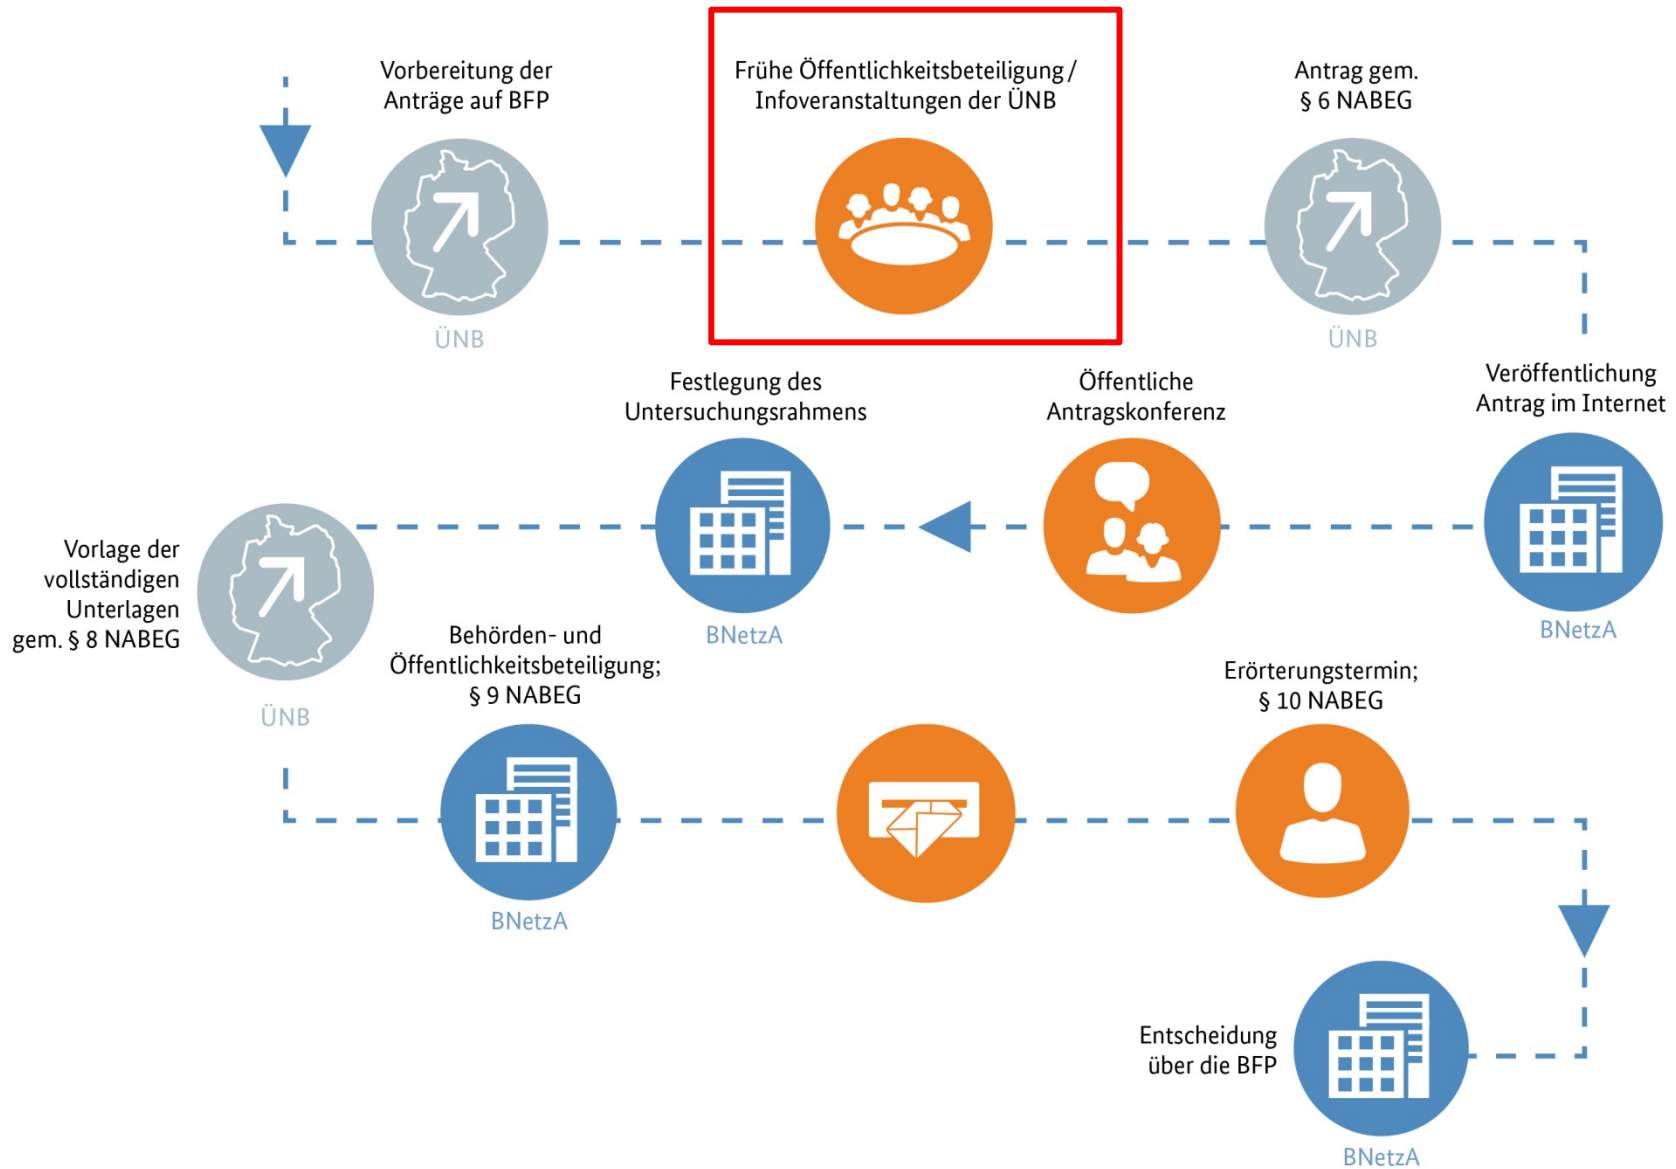 Vorbereitung der
Anträge auf BFP
ÜNB
Frühe Öffentlichkeitsbeteiligung /
Infoveranstaltungen der ÜNB
Antrag gem.
§ 6 NABEG
ÜNB
Veröffentlichung
Antrag im Internet
BNetzA
Öffentliche
Antragskonferenz
Festlegung des
Untersuchungsrahmens
BNetzA
Vorlage der
vollständigen
Unterlagen
gem. § 8 NABEG
ÜNB
Behörden- und
Öffentlichkeitsbeteiligung;
§ 9 NABEG
BNetzA
Erörterungstermin;
§ 10 NABEG
Entscheidung
über die BFP
BNetzA